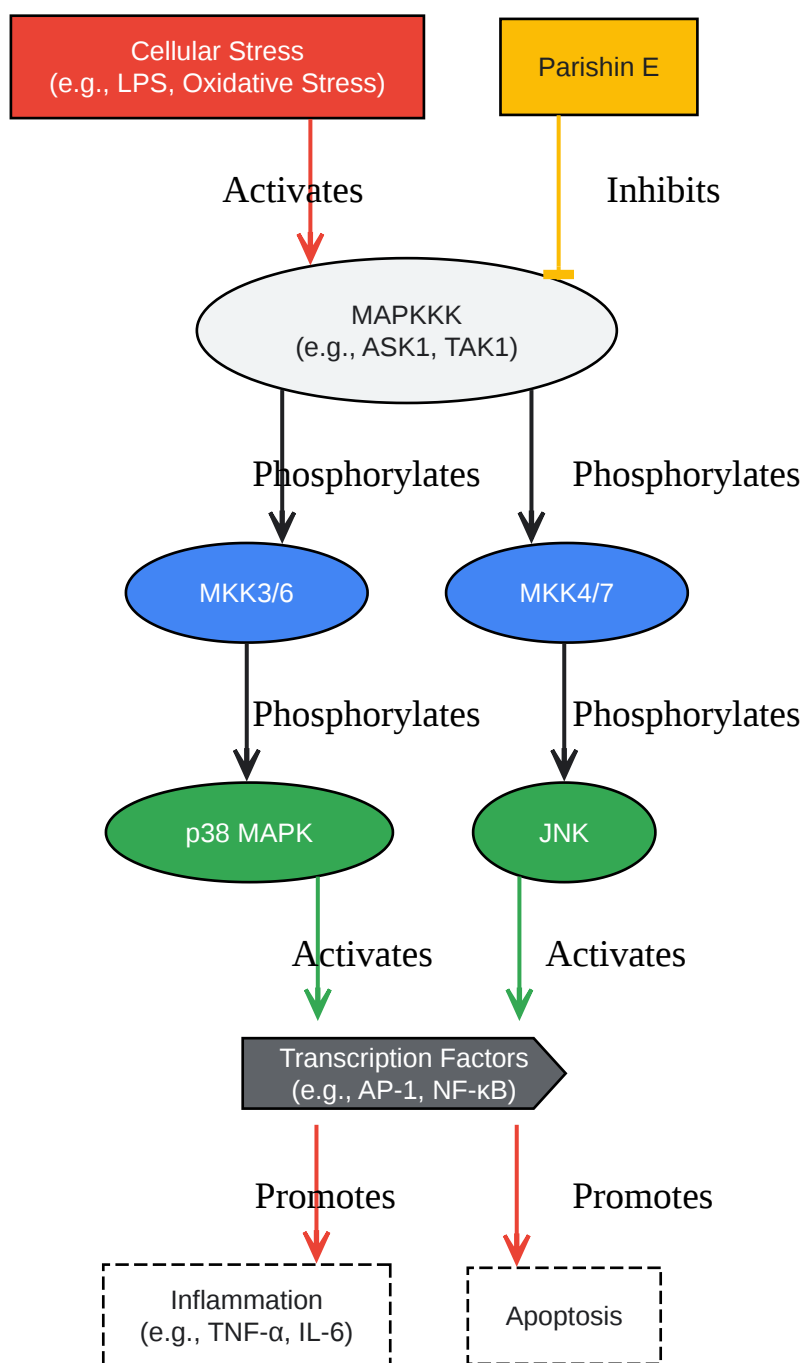 Cellular Stress
(e.g., LPS, Oxidative Stress)
Parishin E
Activates
Inhibits
MAPKKK
(e.g., ASK1, TAK1)
Phosphorylates
Phosphorylates
MKK3/6
MKK4/7
Phosphorylates
Phosphorylates
p38 MAPK
JNK
Activates
Activates
Transcription Factors
(e.g., AP-1, NF-κB)
Promotes
Promotes
Inflammation
(e.g., TNF-α, IL-6)
Apoptosis